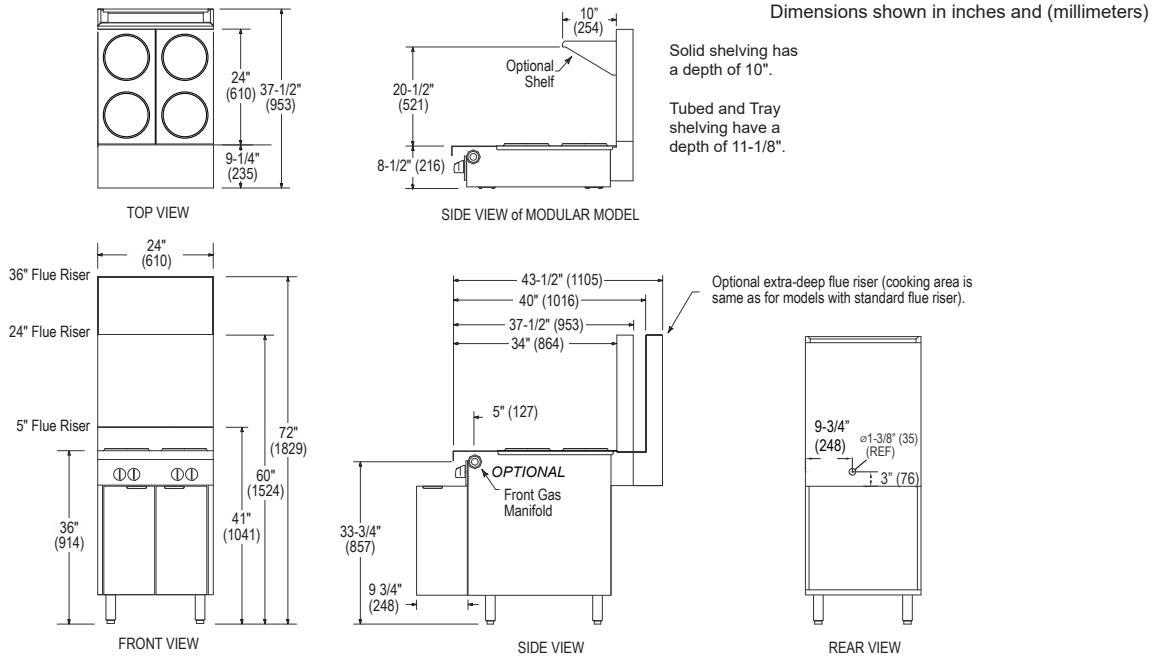 Dimensions shown in inches and (millimeters)
10"
(254)
Optional
Shelf
20-1/2"
(521)
8-1/2" (216)
Solid shelving has
a depth of 10".
Tubed and Tray
shelving have a
depth of 11-1/8".
24"
(610)
37-1/2"
(953)
9-1/4"
(235)
TOP VIEW
SIDE VIEW of MODULAR MODEL
24"
(610)
36" Flue Riser
24" Flue Riser
5" Flue Riser
72"
(1829)
60"
(1524)
41"
(1041)
36"
(914)
FRONT VIEW
43-1/2" (1105)
40" (1016)
37-1/2" (953)
34" (864)
Optional extra-deep flue riser (cooking area is
same as for models with standard flue riser).
5" (127)
OPTIONAL
Front Gas
Manifold
33-3/4"
(857)
9 3/4"
(248)
SIDE VIEW
9-3/4"
(248)
⌀1-3/8" (35)
(REF)
3" (76)
REAR VIEW